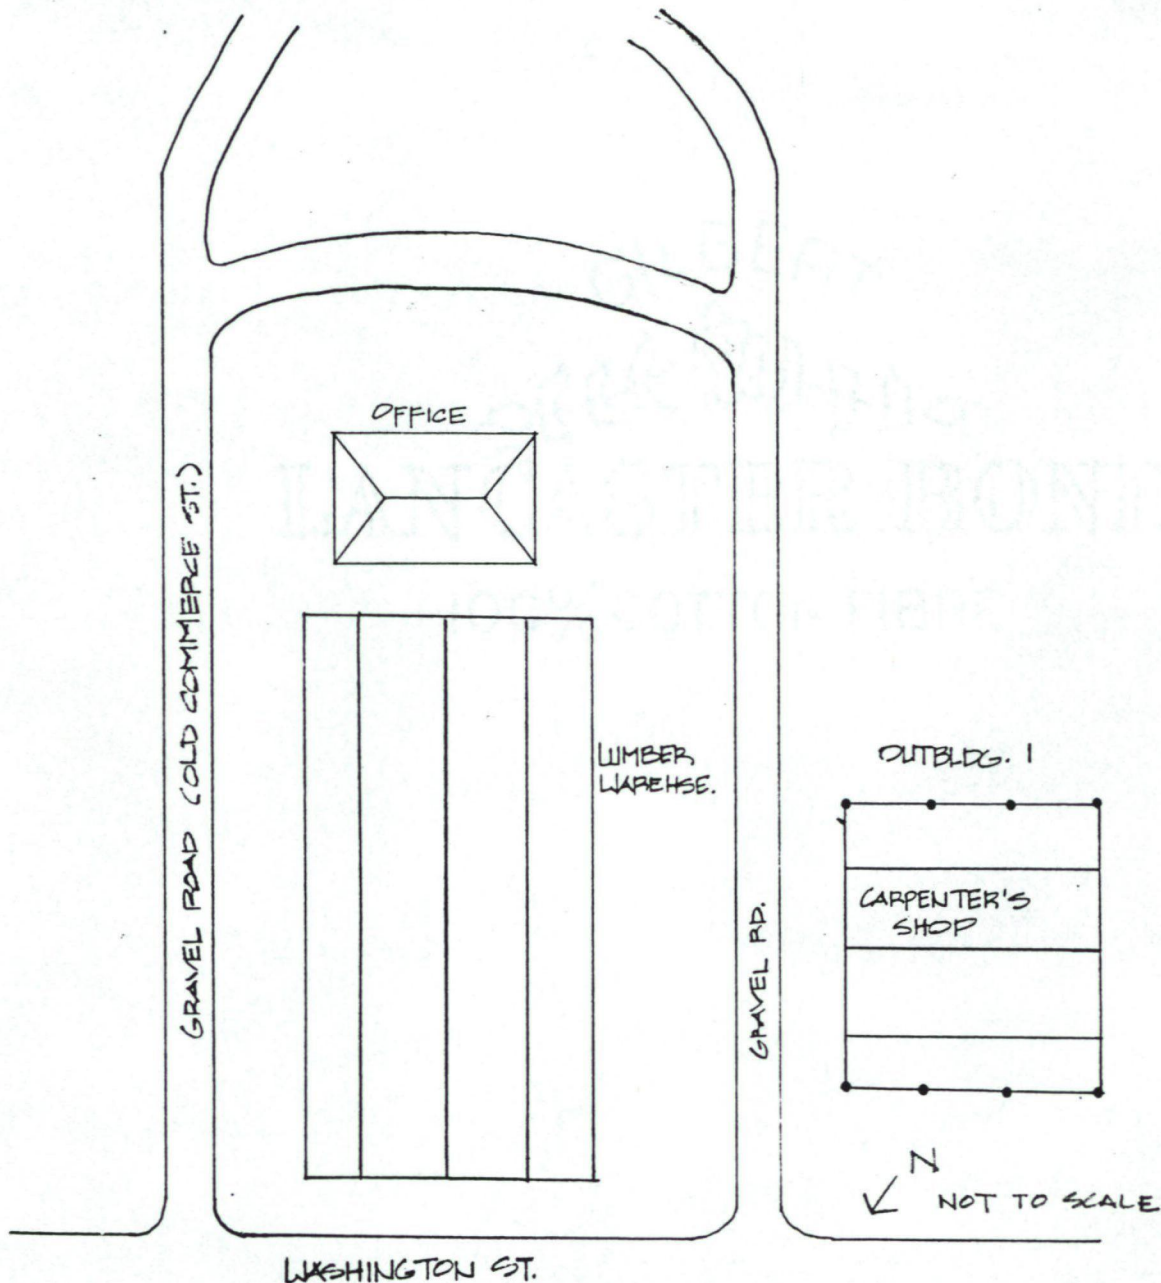 OFFICE
GRAVEL ROAD (OLD COMMERCE ST.)
LUMBER
WAREHSE.
OUTBLDG. 1
CARPENTER'S
SHOP
GRAVEL RD.
N
NOT TO SCALE
WASHINGTON ST.